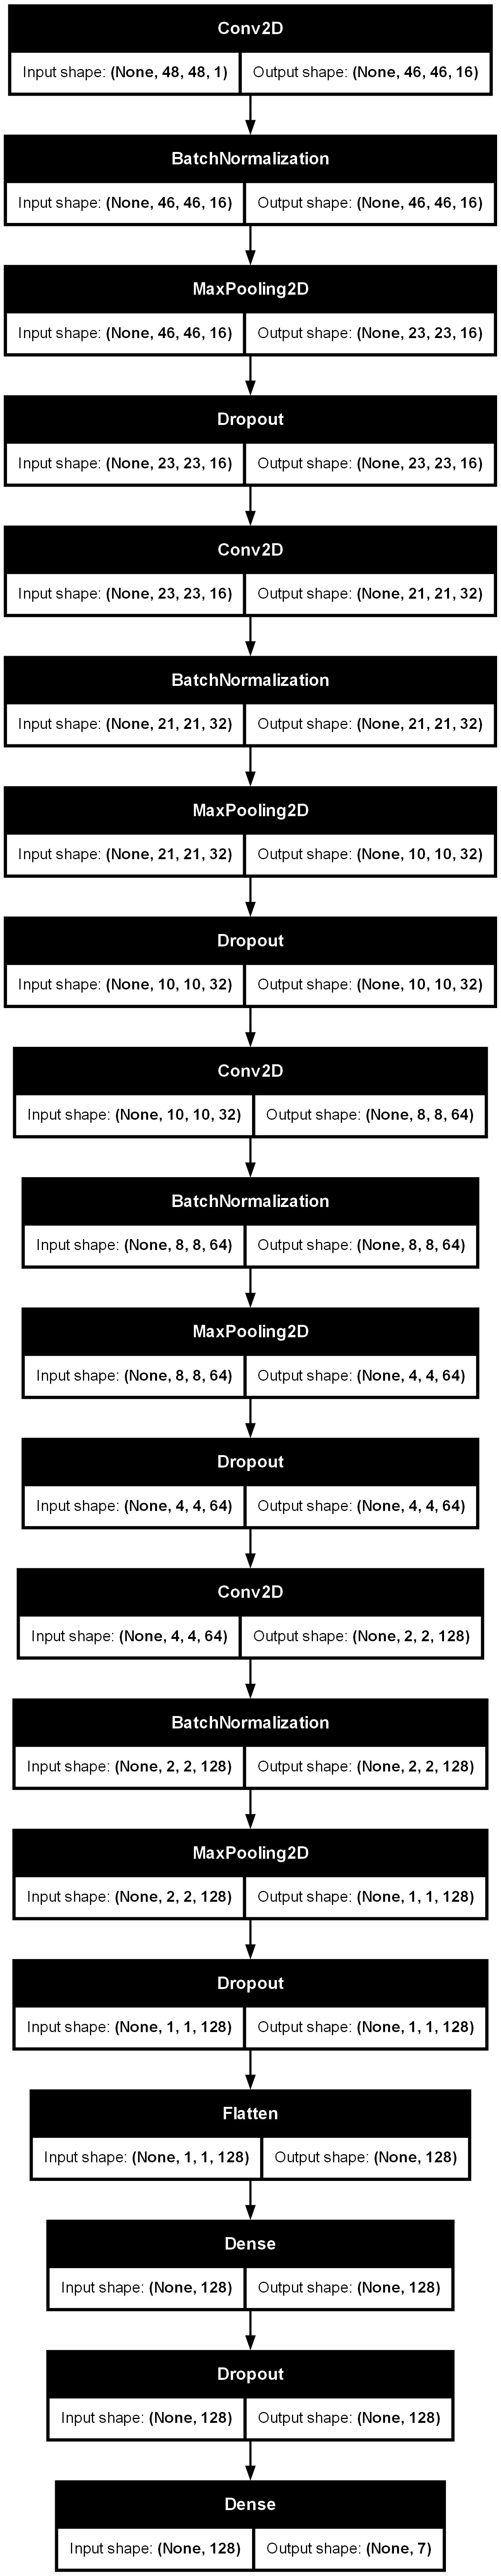 Conv2D
Input shape: (None, 48, 48, 1) Output shape: (None, 46, 46, 16)
BatchNormalization
Input shape: (None, 46, 46, 16) Output shape: (None, 46, 46, 16)
MaxPooling2D
Input shape: (None, 46, 46, 16) Output shape: (None, 23, 23, 16)
Dropout
Input shape: (None, 23, 23, 16) Output shape: (None, 23, 23, 16)
Conv2D
Input shape: (None, 23, 23, 16) Output shape: (None, 21, 21, 32)
BatchNormalization
Input shape: (None, 21, 21, 32) Output shape: (None, 21, 21, 32)
MaxPooling2D
Input shape: (None, 21, 21, 32) Output shape: (None, 10, 10, 32)
Dropout
Input shape: (None, 10, 10, 32) Output shape: (None, 10, 10, 32)
Conv2D
Input shape: (None, 10, 10, 32) Output shape: (None, 8, 8, 64)
BatchNormalization
Input shape: (None, 8, 8, 64) Output shape: (None, 8, 8, 64)
MaxPooling2D
Input shape: (None, 8, 8, 64) Output shape: (None, 4, 4, 64)
Dropout
Input shape: (None, 4, 4, 64) Output shape: (None, 4, 4, 64)
Conv2D
Input shape: (None, 4, 4, 64) Output shape: (None, 2, 2, 128)
BatchNormalization
Input shape: (None, 2, 2, 128) Output shape: (None, 2, 2, 128)
MaxPooling2D
Input shape: (None, 2, 2, 128) Output shape: (None, 1, 1, 128)
Dropout
Input shape: (None, 1, 1, 128) Output shape: (None, 1, 1, 128)
Flatten
Input shape: (None, 1, 1, 128) Output shape: (None, 128)
Dense
Input shape: (None, 128) Output shape: (None, 128)
Dropout
Input shape: (None, 128) Output shape: (None, 128)
Dense
Input shape: (None, 128) Output shape: (None, 7)